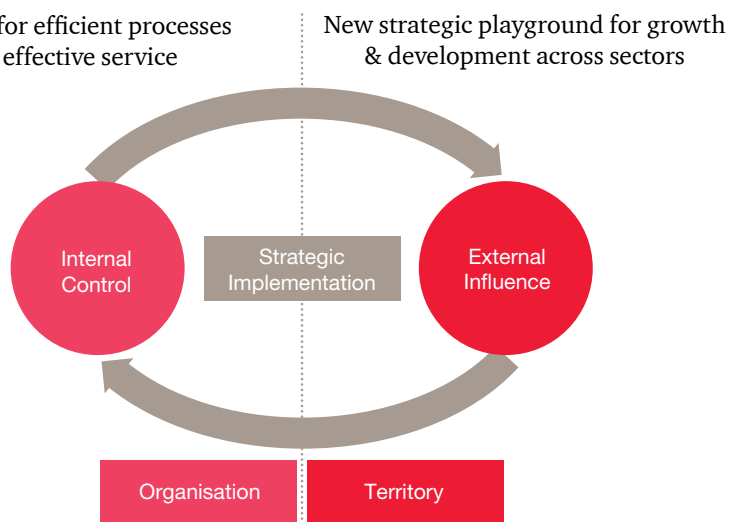 for efficient processes
effective service
New strategic playground for growth
& development across sectors
Internal
Control
Strategic
Implementation
External
Influence
Organisation
Territory